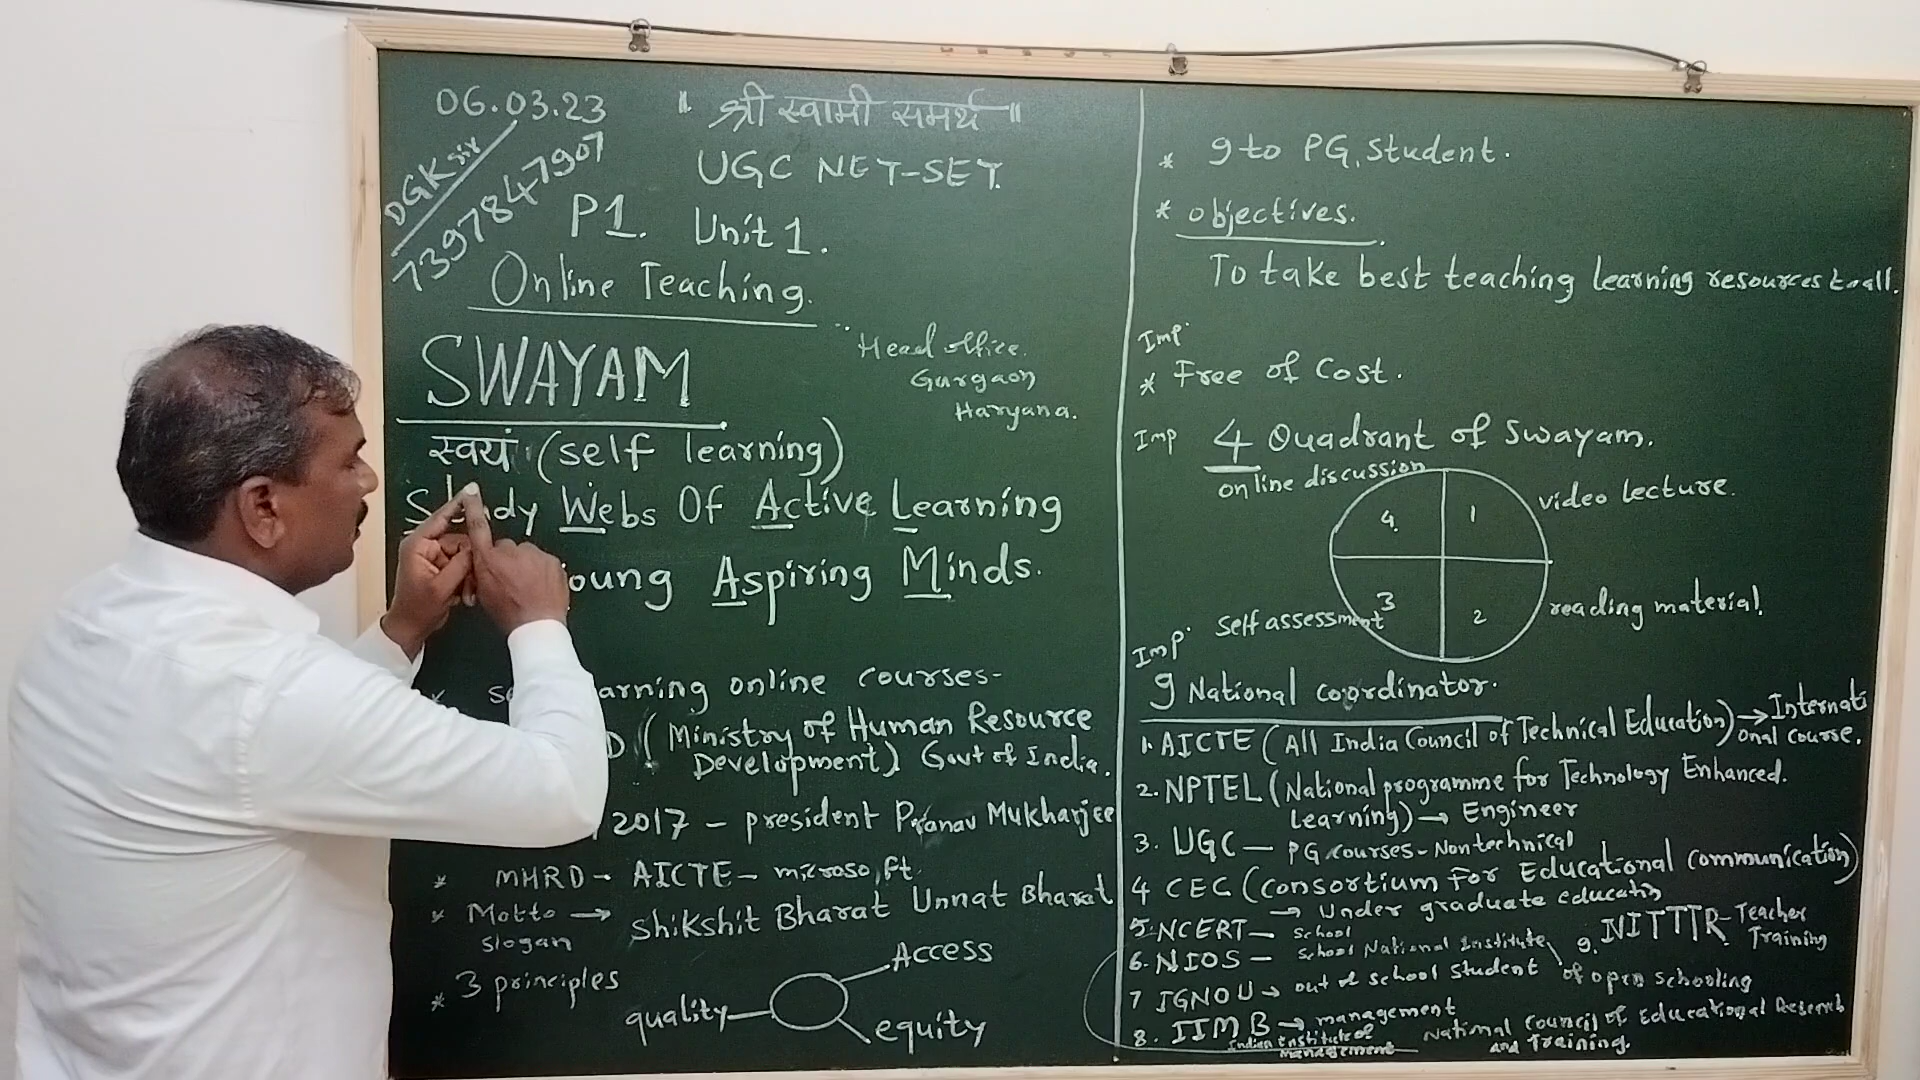 06.03.23
" श्री स्वामी समर्थ "
DGK sir
7397847907
UGC NET-SET.
P1. Unit 1.
Online Teaching.
SWAYAM
Head office.
Gurgaon
Haryana.
स्वयं (self learning)
Study Webs Of Active Learning
oung Aspiring Minds.
arning online courses-
D (Ministry of Human Resource
Development) Govt of India.
2017 - president Pranav Mukharjee
* MHRD - AICTE - microsoft.
* Motto → Shikshit Bharat Unnat Bharat
slogan
* 3 principles
Access
quality
equity
* 9 to PG. Student.
* objectives.
To take best teaching learning resources to all.
Imp
* Free of Cost.
Imp 4 Quadrant of Swayam.
online discussion
video lecture.
4. 1
3 2
Self assessment
reading material.
Imp
9 National coordinator.
1. AICTE (All India Council of Technical Education) → International course.
2. NPTEL (National programme for Technology Enhanced.
Learning) → Engineer
3. UGC - PG courses - Nontechnical
4 CEC (Consortium For Educational Communication)
→ Under graduate
5. NCERT - School
9. NITTTR - Teacher Training
6. NIOS - School National Institute
of open schooling
7 IGNOU → out of school student
8. IIMB → management
Indian Institute of
management
National Council of Educational Research
and Training.